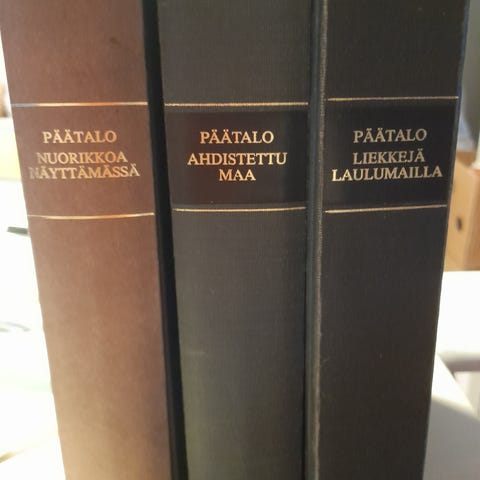 PÄÄTALO
NUORIKKOA
NÄYTTÄMÄSSÄ
PÄÄTALO
AHDISTETTU
MAA
PÄÄTALO
LIEKKEJÄ
LAULUMAILLA